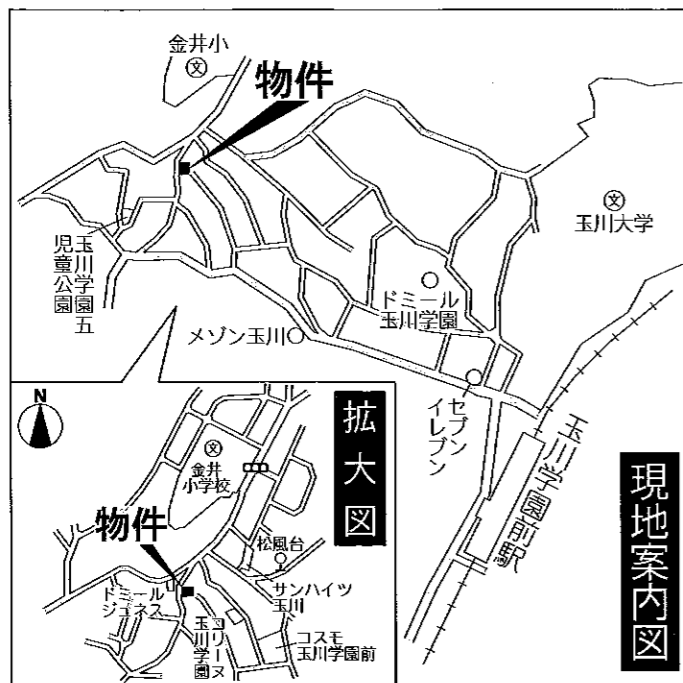 金井小
文
物件
文
玉川大学
玉川学園五
児童公園
ドミール
玉川学園
メゾン玉川
セブン
イレブン
玉川学園前駅
現地案内図
N
拡大図
文
金井
小学校
物件
松風台
サンハイツ
玉川
ドミール
ジュネス
コリーヌ
玉川学園
コスモ
玉川学園前